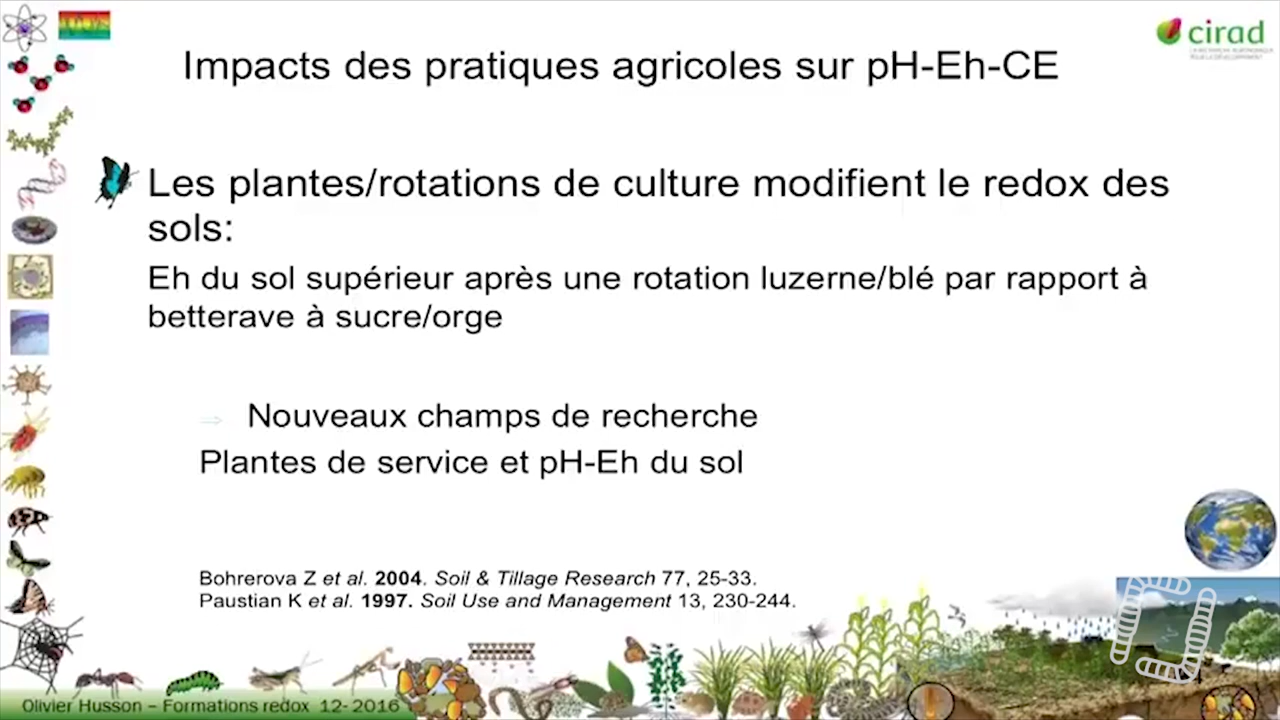 cirad
Impacts des pratiques agricoles sur pH-Eh-CE
Les plantes/rotations de culture modifient le redox des
sols:
Eh du sol supérieur après une rotation luzerne/blé par rapport à
betterave à sucre/orge
⇒ Nouveaux champs de recherche
Plantes de service et pH-Eh du sol
Bohrerova Z et al. 2004. Soil & Tillage Research 77, 25-33.
Paustian K et al. 1997. Soil Use and Management 13, 230-244.
Olivier Husson – Formations redox 12- 2016